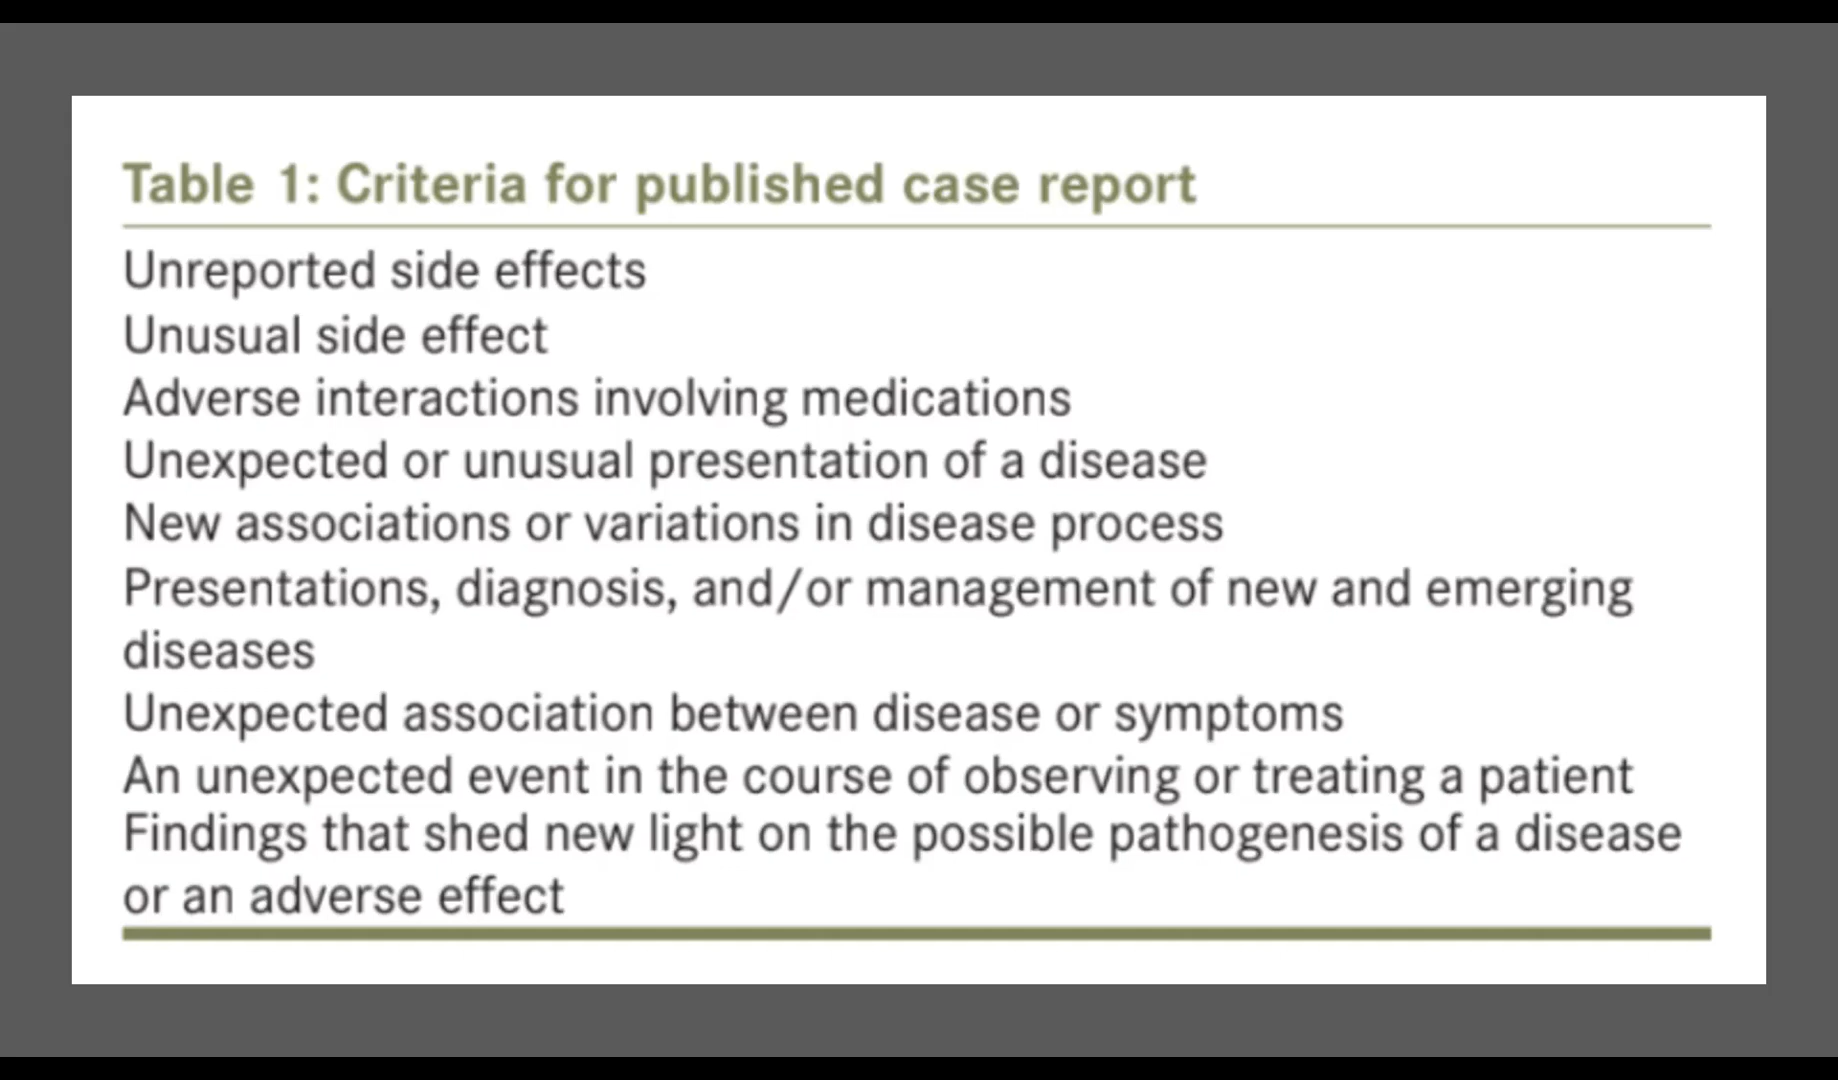 Table 1: Criteria for published case report
Unreported side effects
Unusual side effect
Adverse interactions involving medications
Unexpected or unusual presentation of a disease
New associations or variations in disease process
Presentations, diagnosis, and/or management of new and emerging
diseases
Unexpected association between disease or symptoms
An unexpected event in the course of observing or treating a patient
Findings that shed new light on the possible pathogenesis of a disease
or an adverse effect